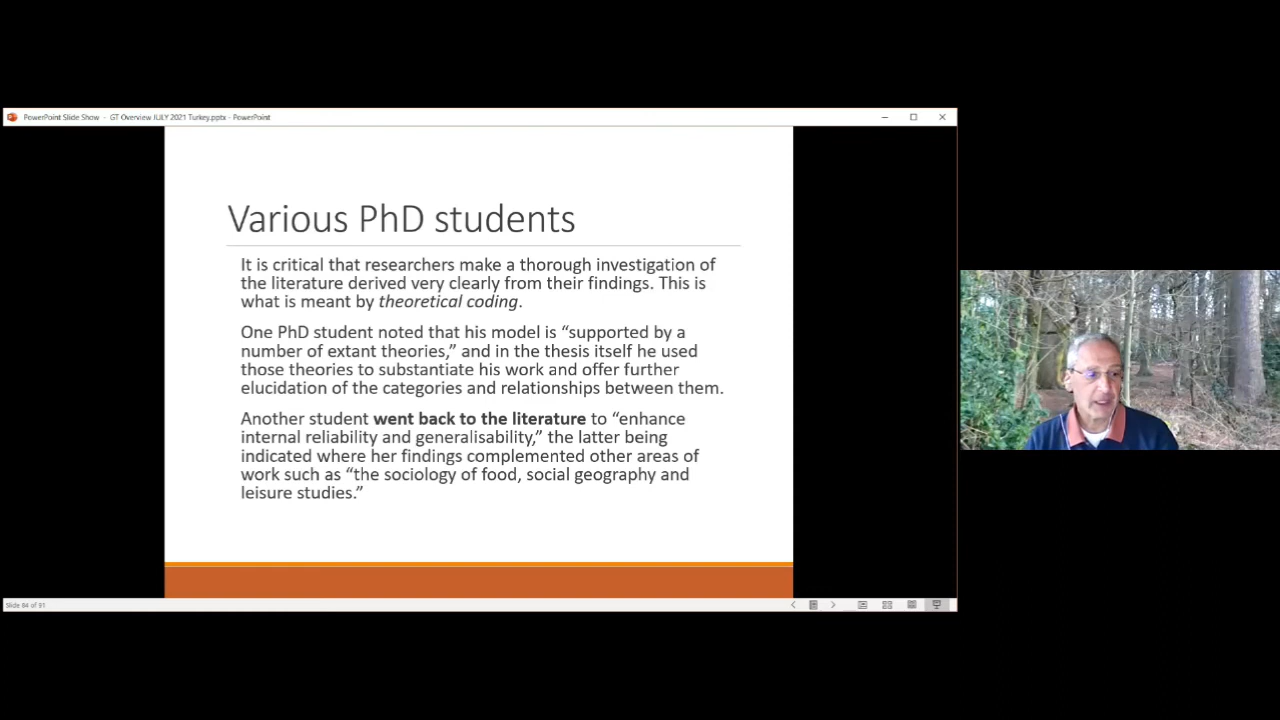 PowerPoint Slide Show - GT Overview JULY 2021 Turkey.pptx - PowerPoint
Various PhD students
It is critical that researchers make a thorough investigation of
the literature derived very clearly from their findings. This is
what is meant by theoretical coding.
One PhD student noted that his model is “supported by a
number of extant theories,” and in the thesis itself he used
those theories to substantiate his work and offer further
elucidation of the categories and relationships between them.
Another student went back to the literature to “enhance
internal reliability and generalisability,” the latter being
indicated where her findings complemented other areas of
work such as “the sociology of food, social geography and
leisure studies.”
Slide 84 of 91